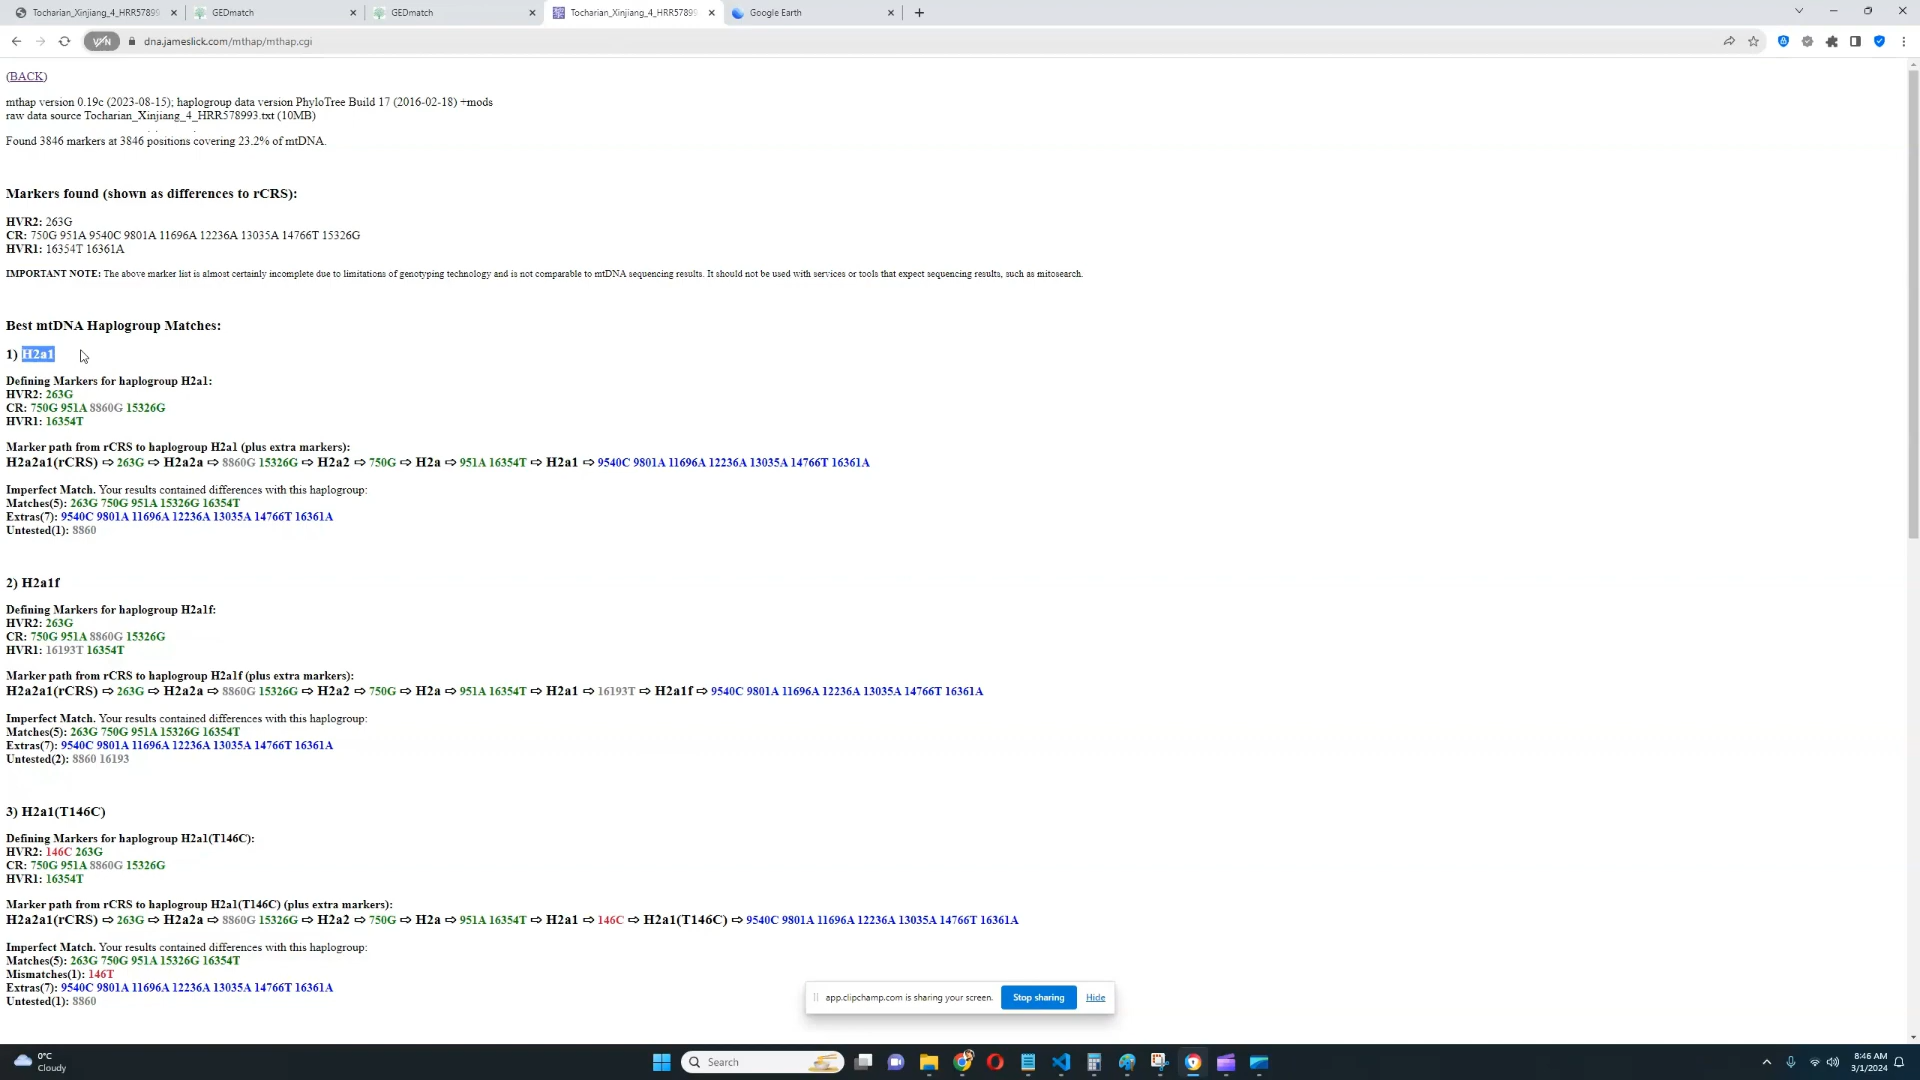 Tocharian_Xinjiang_4_HRR57899
GEDmatch
GEDmatch
Tocharian_Xinjiang_4_HRR57899
Google Earth
VPN
dna.jameslick.com/mthap/mthap.cgi
(BACK)
mthap version 0.19c (2023-08-15); haplogroup data version PhyloTree Build 17 (2016-02-18) +mods
raw data source Tocharian_Xinjiang_4_HRR578993.txt (10MB)
Found 3846 markers at 3846 positions covering 23.2% of mtDNA.
Markers found (shown as differences to rCRS):
HVR2: 263G
CR: 750G 951A 9540C 9801A 11696A 12236A 13035A 14766T 15326G
HVR1: 16354T 16361A
IMPORTANT NOTE: The above marker list is almost certainly incomplete due to limitations of genotyping technology and is not comparable to mtDNA sequencing results. It should not be used with services or tools that expect sequencing results, such as mitosearch.
Best mtDNA Haplogroup Matches:
1) H2a1
Defining Markers for haplogroup H2a1:
HVR2: 263G
CR: 750G 951A 8860G 15326G
HVR1: 16354T
Marker path from rCRS to haplogroup H2a1 (plus extra markers):
H2a2a1(rCRS) ⇨ 263G ⇨ H2a2a ⇨ 8860G 15326G ⇨ H2a2 ⇨ 750G ⇨ H2a ⇨ 951A 16354T ⇨ H2a1 ⇨ 9540C 9801A 11696A 12236A 13035A 14766T 16361A
Imperfect Match. Your results contained differences with this haplogroup:
Matches(5): 263G 750G 951A 15326G 16354T
Extras(7): 9540C 9801A 11696A 12236A 13035A 14766T 16361A
Untested(1): 8860
2) H2a1f
Defining Markers for haplogroup H2a1f:
HVR2: 263G
CR: 750G 951A 8860G 15326G
HVR1: 16193T 16354T
Marker path from rCRS to haplogroup H2a1f (plus extra markers):
H2a2a1(rCRS) ⇨ 263G ⇨ H2a2a ⇨ 8860G 15326G ⇨ H2a2 ⇨ 750G ⇨ H2a ⇨ 951A 16354T ⇨ H2a1 ⇨ 16193T ⇨ H2a1f ⇨ 9540C 9801A 11696A 12236A 13035A 14766T 16361A
Imperfect Match. Your results contained differences with this haplogroup:
Matches(5): 263G 750G 951A 15326G 16354T
Extras(7): 9540C 9801A 11696A 12236A 13035A 14766T 16361A
Untested(2): 8860 16193
3) H2a1(T146C)
Defining Markers for haplogroup H2a1(T146C):
HVR2: 146C 263G
CR: 750G 951A 8860G 15326G
HVR1: 16354T
Marker path from rCRS to haplogroup H2a1(T146C) (plus extra markers):
H2a2a1(rCRS) ⇨ 263G ⇨ H2a2a ⇨ 8860G 15326G ⇨ H2a2 ⇨ 750G ⇨ H2a ⇨ 951A 16354T ⇨ H2a1 ⇨ 146C ⇨ H2a1(T146C) ⇨ 9540C 9801A 11696A 12236A 13035A 14766T 16361A
Imperfect Match. Your results contained differences with this haplogroup:
Matches(5): 263G 750G 951A 15326G 16354T
Mismatches(1): 146T
Extras(7): 9540C 9801A 11696A 12236A 13035A 14766T 16361A
Untested(1): 8860
app.clipchamp.com is sharing your screen.
Stop sharing
Hide
0°C
Cloudy
Search
8:46 AM
3/1/2024